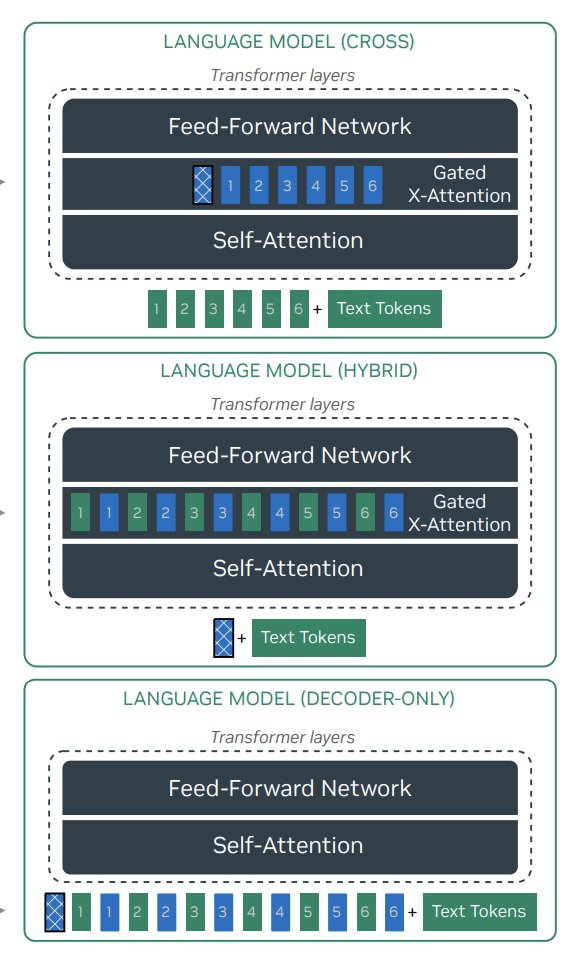 LANGUAGE MODEL (CROSS)
Transformer layers
Feed-Forward Network
1 2 3 4 5 6 Gated
X-Attention
Self-Attention
1 2 3 4 5 6 + Text Tokens
LANGUAGE MODEL (HYBRID)
Transformer layers
Feed-Forward Network
1 1 2 2 3 3 4 4 5 5 6 6 Gated
X-Attention
Self-Attention
+ Text Tokens
LANGUAGE MODEL (DECODER-ONLY)
Transformer layers
Feed-Forward Network
Self-Attention
1 1 2 2 3 3 4 4 5 5 6 6 + Text Tokens